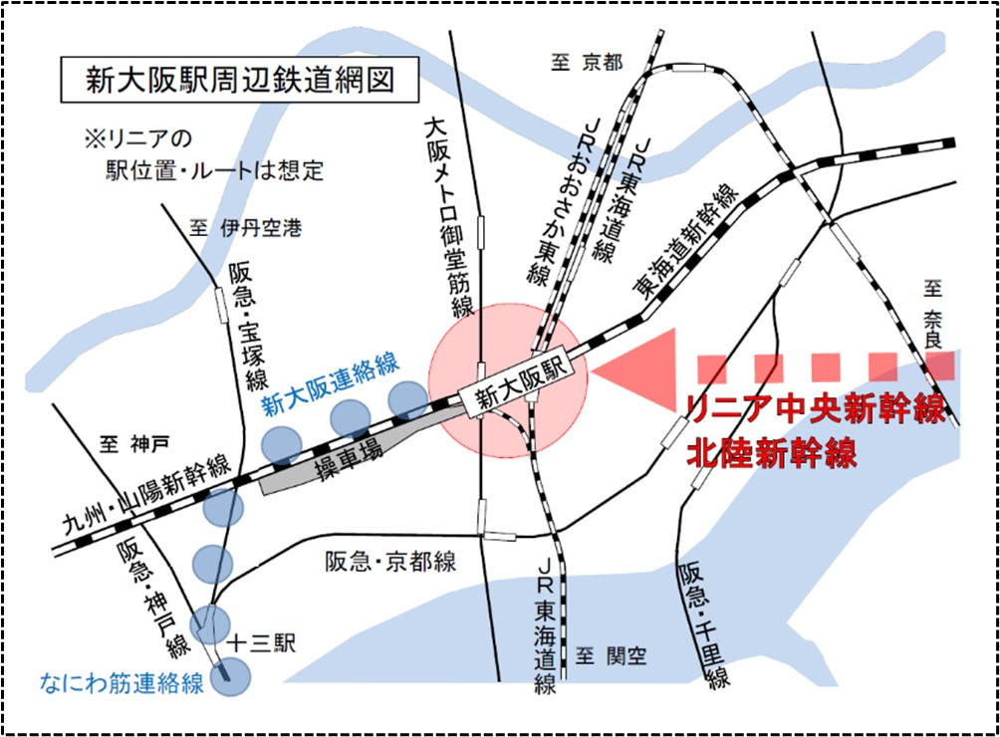 新大阪駅周辺鉄道網図
※リニアの
駅位置・ルートは想定
至 京都
大阪メトロ御堂筋線
JRおおさか東線
JR東海道線
東海道新幹線
至 伊丹空港
阪急・宝塚線
至 奈良
新大阪連絡線
新大阪駅
リニア中央新幹線
北陸新幹線
至 神戸
操車場
九州・山陽新幹線
阪急・神戸線
阪急・京都線
JR東海道線
阪急・千里線
十三駅
至 関空
なにわ筋連絡線